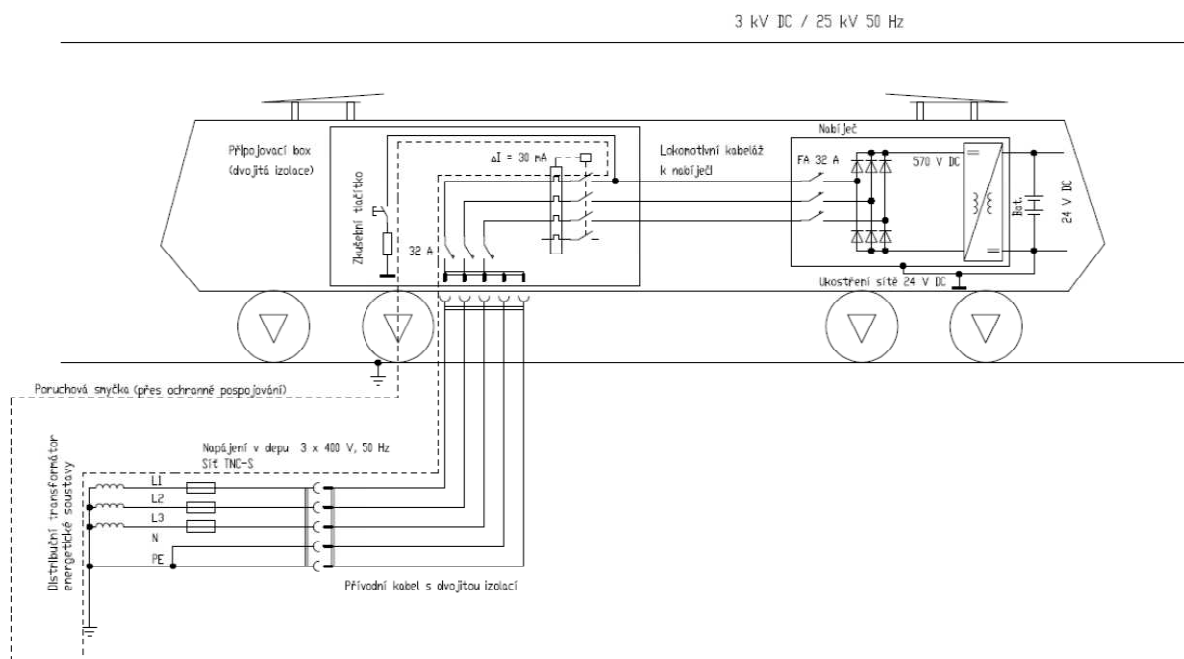 3 kV DC / 25 kV 50 Hz
Připojovací box
(dvojitá izolace)
Zkušební tlačítko
32 A
ΔI = 30 mA
Lokomotivní kabeláž
k nabíječi
Nabíječ
FA 32 A
570 V DC
Bat.
24 V DC
Ukostření sítě 24 V DC
Poruchová smyčka (přes ochranné pospojování)
Distribuční transformátor
energetické soustavy
Napájení v depu 3 x 400 V, 50 Hz
Síť TNC-S
L1
L2
L3
N
PE
Přívodní kabel s dvojitou izolací